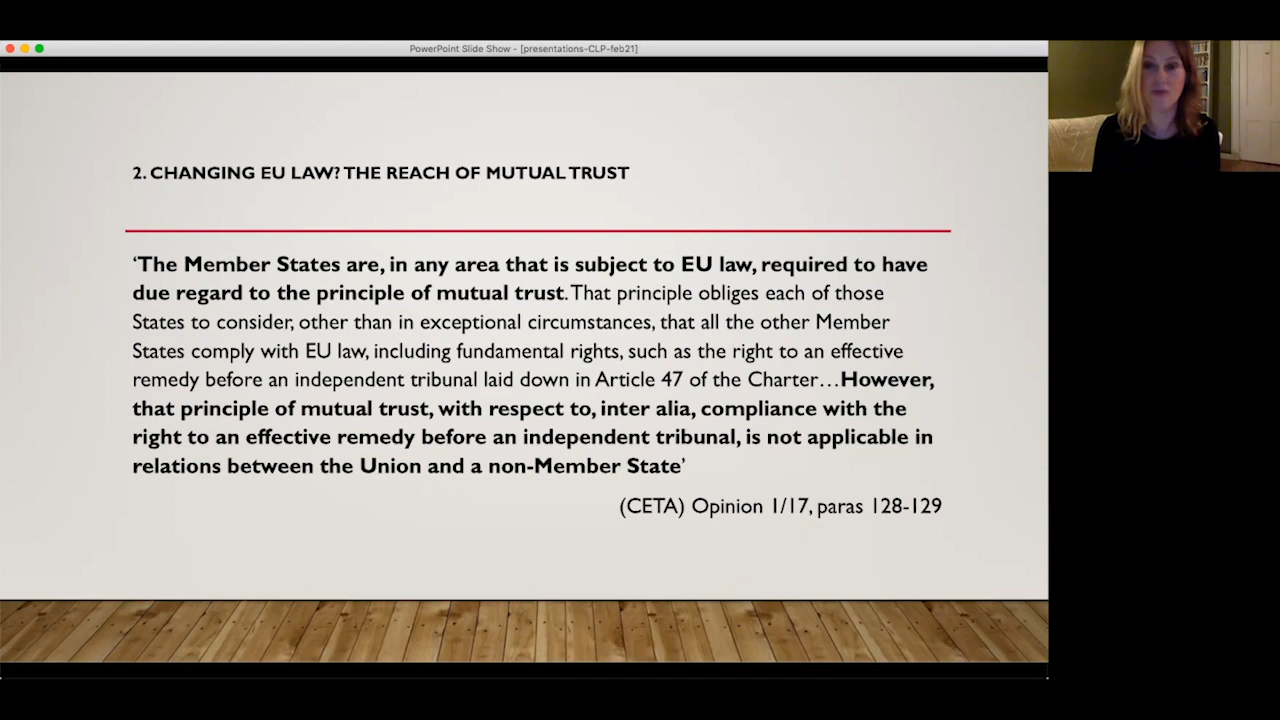 PowerPoint Slide Show - [presentations-CLP-feb21]
2. CHANGING EU LAW? THE REACH OF MUTUAL TRUST
‘The Member States are, in any area that is subject to EU law, required to have
due regard to the principle of mutual trust. That principle obliges each of those
States to consider, other than in exceptional circumstances, that all the other Member
States comply with EU law, including fundamental rights, such as the right to an effective
remedy before an independent tribunal laid down in Article 47 of the Charter…However,
that principle of mutual trust, with respect to, inter alia, compliance with the
right to an effective remedy before an independent tribunal, is not applicable in
relations between the Union and a non-Member State’
(CETA) Opinion 1/17, paras 128-129